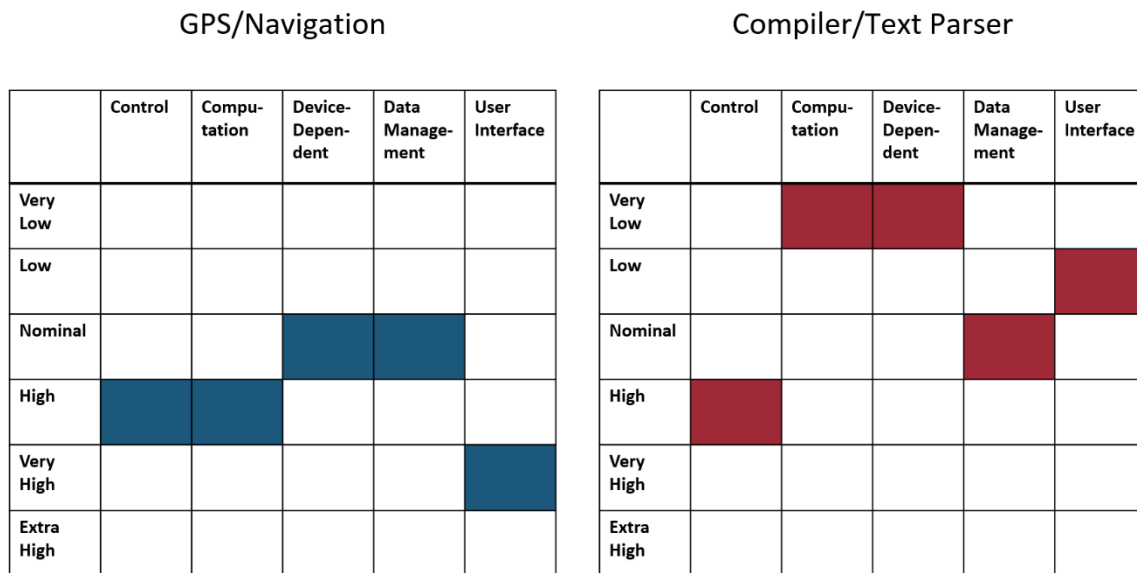 GPS/Navigation
Control
Compu-
tation
Device-
Depen-
dent
Data
Manage-
ment
User
Interface
Very
Low
Low
Nominal
High
Very
High
Extra
High
Compiler/Text Parser
Control
Compu-
tation
Device-
Depen-
dent
Data
Manage-
ment
User
Interface
Very
Low
Low
Nominal
High
Very
High
Extra
High